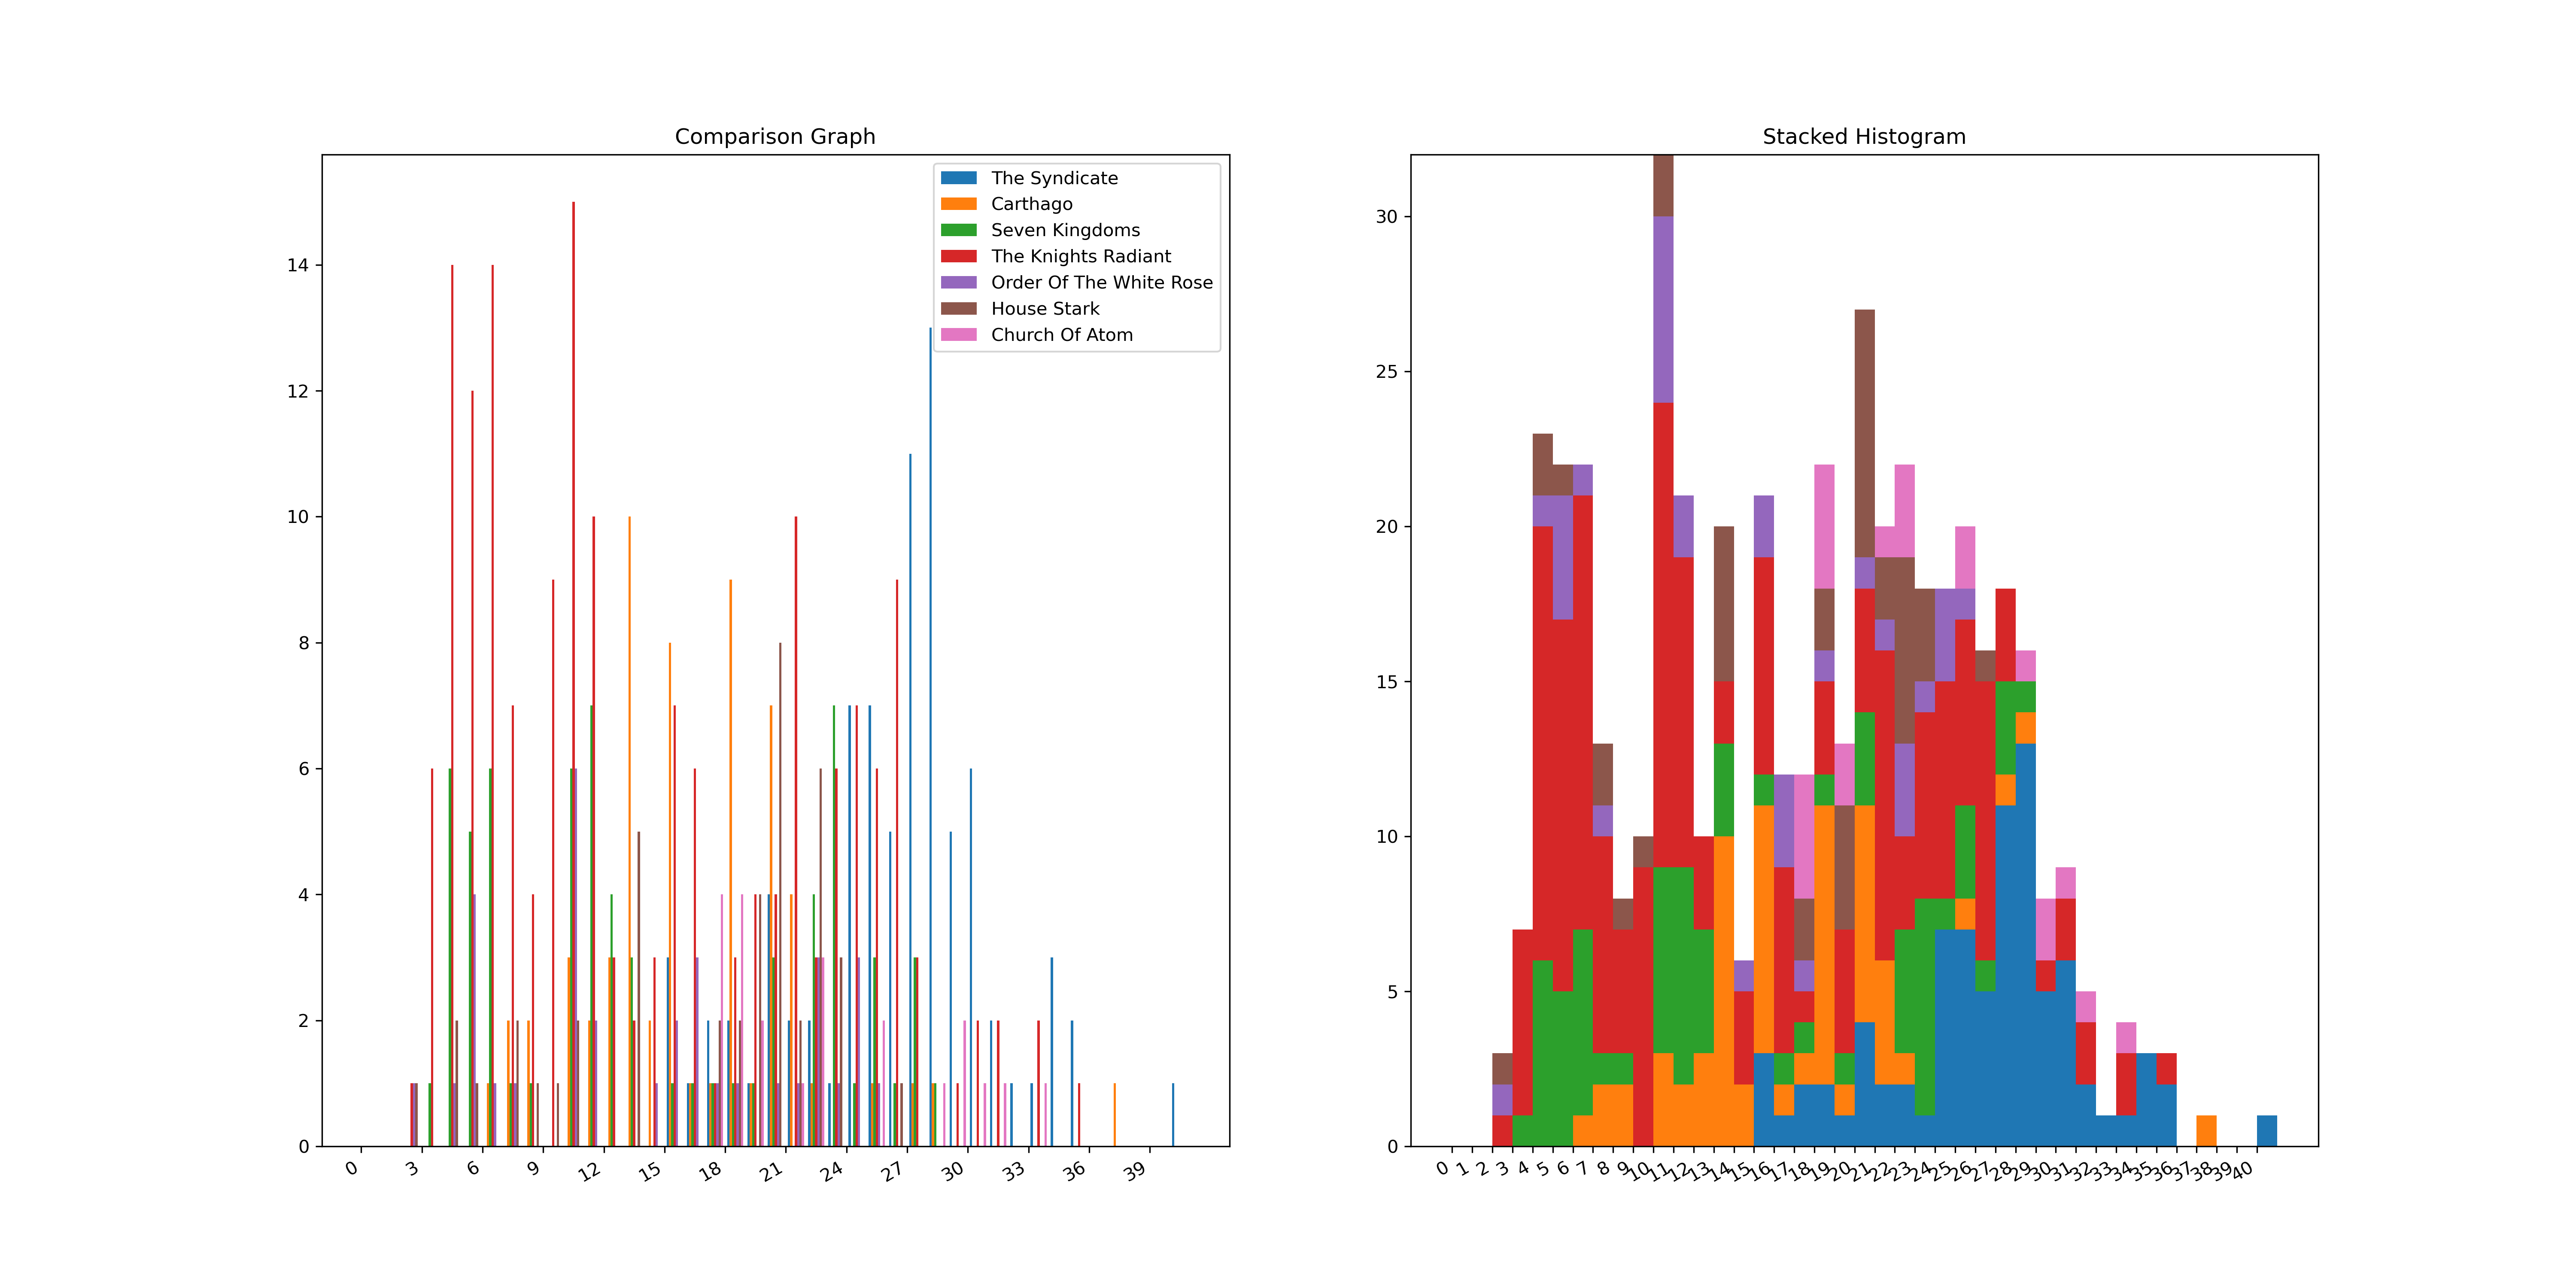 Comparison Graph
14
12
10
8
6
4
2
0
0 3 6 9 12 15 18 21 24 27 30 33 36 39
The Syndicate
Carthago
Seven Kingdoms
The Knights Radiant
Order Of The White Rose
House Stark
Church Of Atom
Stacked Histogram
30
25
20
15
10
5
0
0 1 2 3 4 5 6 7 8 9 10 11 12 13 14 15 16 17 18 19 20 21 22 23 24 25 26 27 28 29 30 31 32 33 34 35 36 37 38 39 40